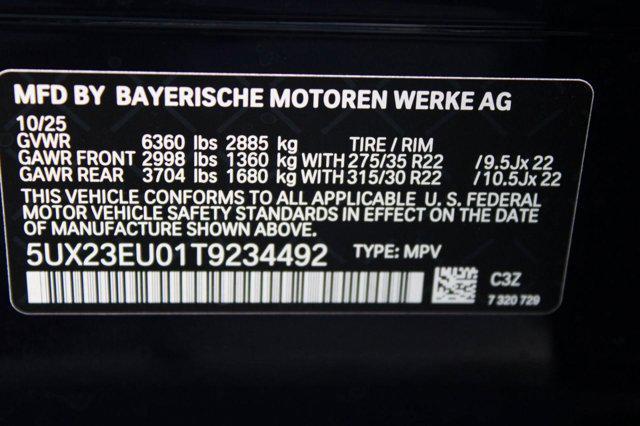 MFD BY BAYERISCHE MOTOREN WERKE AG
10/25
GVWR 6360 lbs 2885 kg TIRE / RIM
GAWR FRONT 2998 lbs 1360 kg WITH 275/35 R22 / 9.5Jx 22
GAWR REAR 3704 lbs 1680 kg WITH 315/30 R22 / 10.5Jx 22
THIS VEHICLE CONFORMS TO ALL APPLICABLE U. S. FEDERAL
MOTOR VEHICLE SAFETY STANDARDS IN EFFECT ON THE DATE
OF MANUFACTURE SHOWN ABOVE.
5UX23EU01T9234492 TYPE: MPV
C3Z
7 320 729